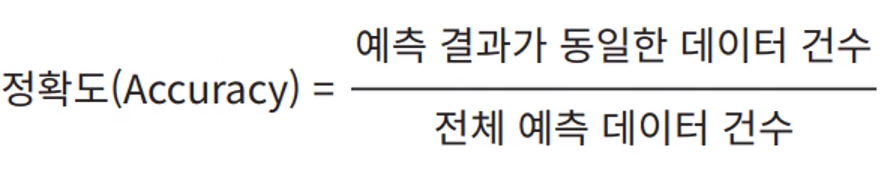 예측 결과가 동일한 데이터 건수
정확도(Accuracy) =
전체 예측 데이터 건수